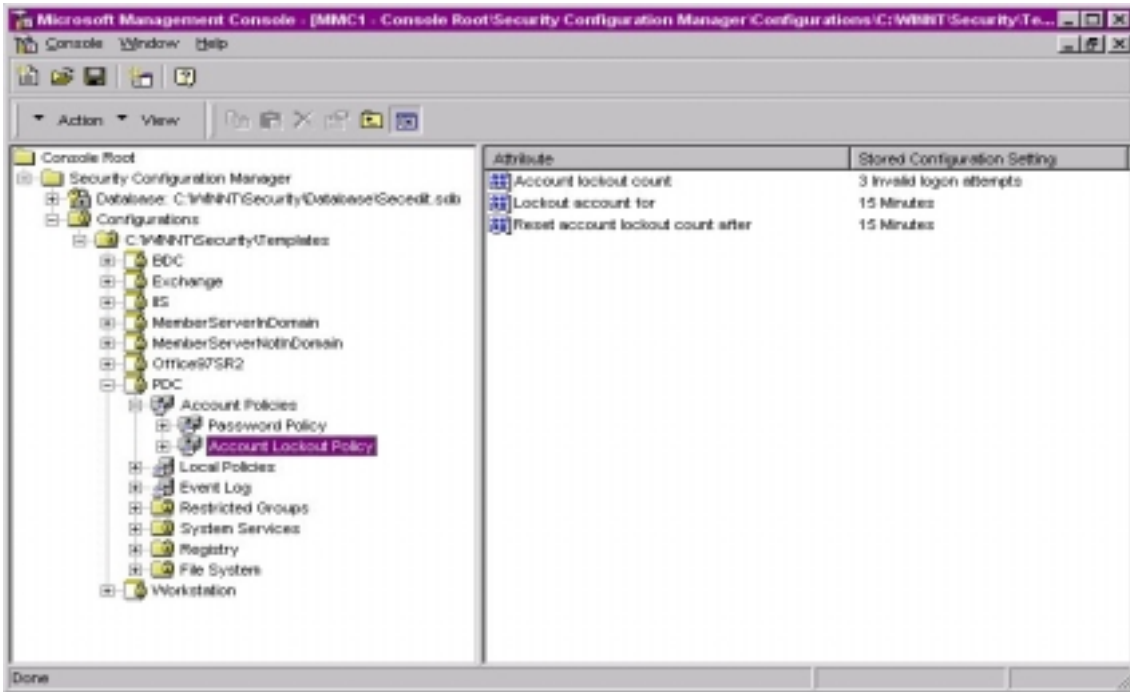 Microsoft Management Console - [MMC1 - Console Root\Security Configuration Manager\Configurations\C:\WINNT\Security\Te...
Console Window Help
Action View
Console Root
Security Configuration Manager
Database: C:\WINNT\Security\Database\Secedit.sdb
Configurations
C:\WINNT\Security\Templates
BDC
Exchange
IIS
MemberServerInDomain
MemberServerNotInDomain
Office97SR2
PDC
Account Policies
Password Policy
Account Lockout Policy
Local Policies
Event Log
Restricted Groups
System Services
Registry
File System
Workstation
Attribute Stored Configuration Setting
Account lockout count 3 Invalid logon attempts
Lockout account for 15 Minutes
Reset account lockout count after 15 Minutes
Done